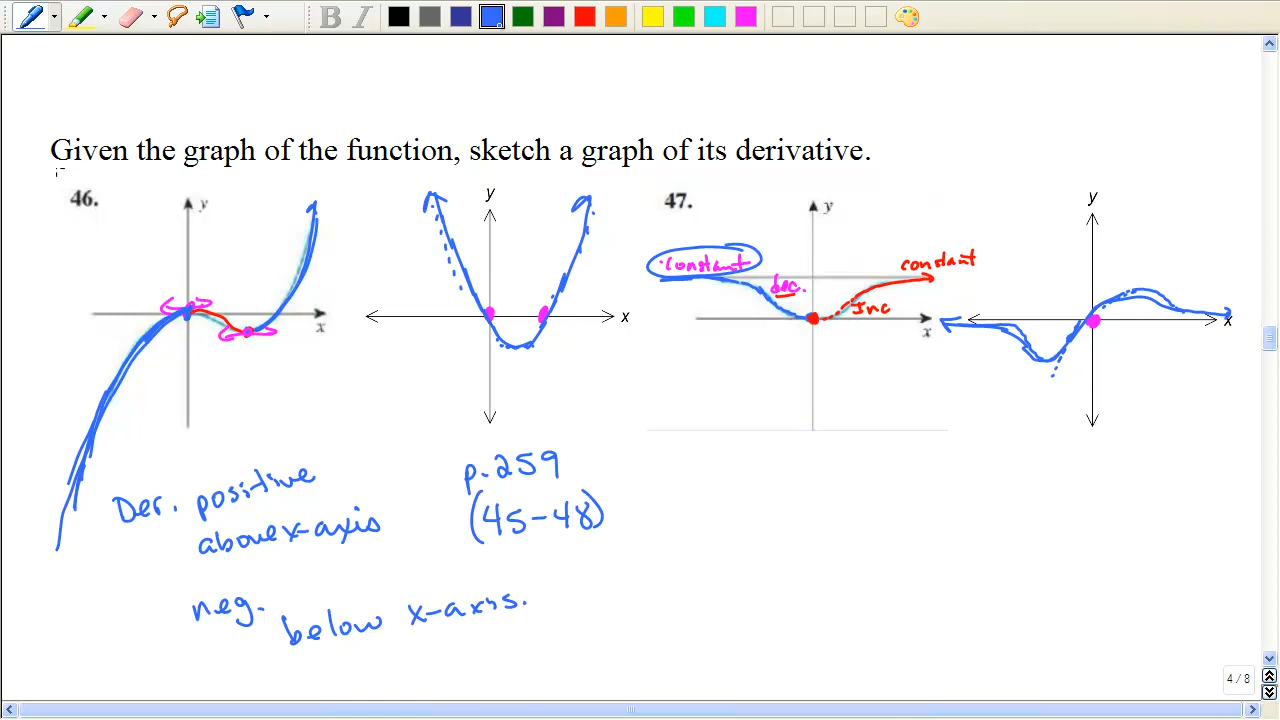 B I
Given the graph of the function, sketch a graph of its derivative.
46.
y
x
y
x
47.
y
x
constant
dec.
Inc
constant
y
x
Der. positive
above x-axis
neg.
below x-axis.
p.259
(45-48)
4/8